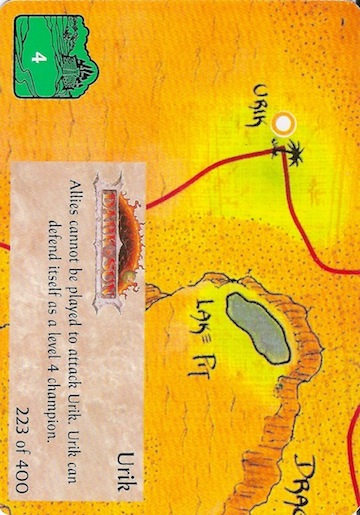 4
URIK
LAKE PIT
DRAG
DARK SUN
Urik
Allies cannot be played to attack Urik. Urik can
defend itself as a level 4 champion.
223 of 400